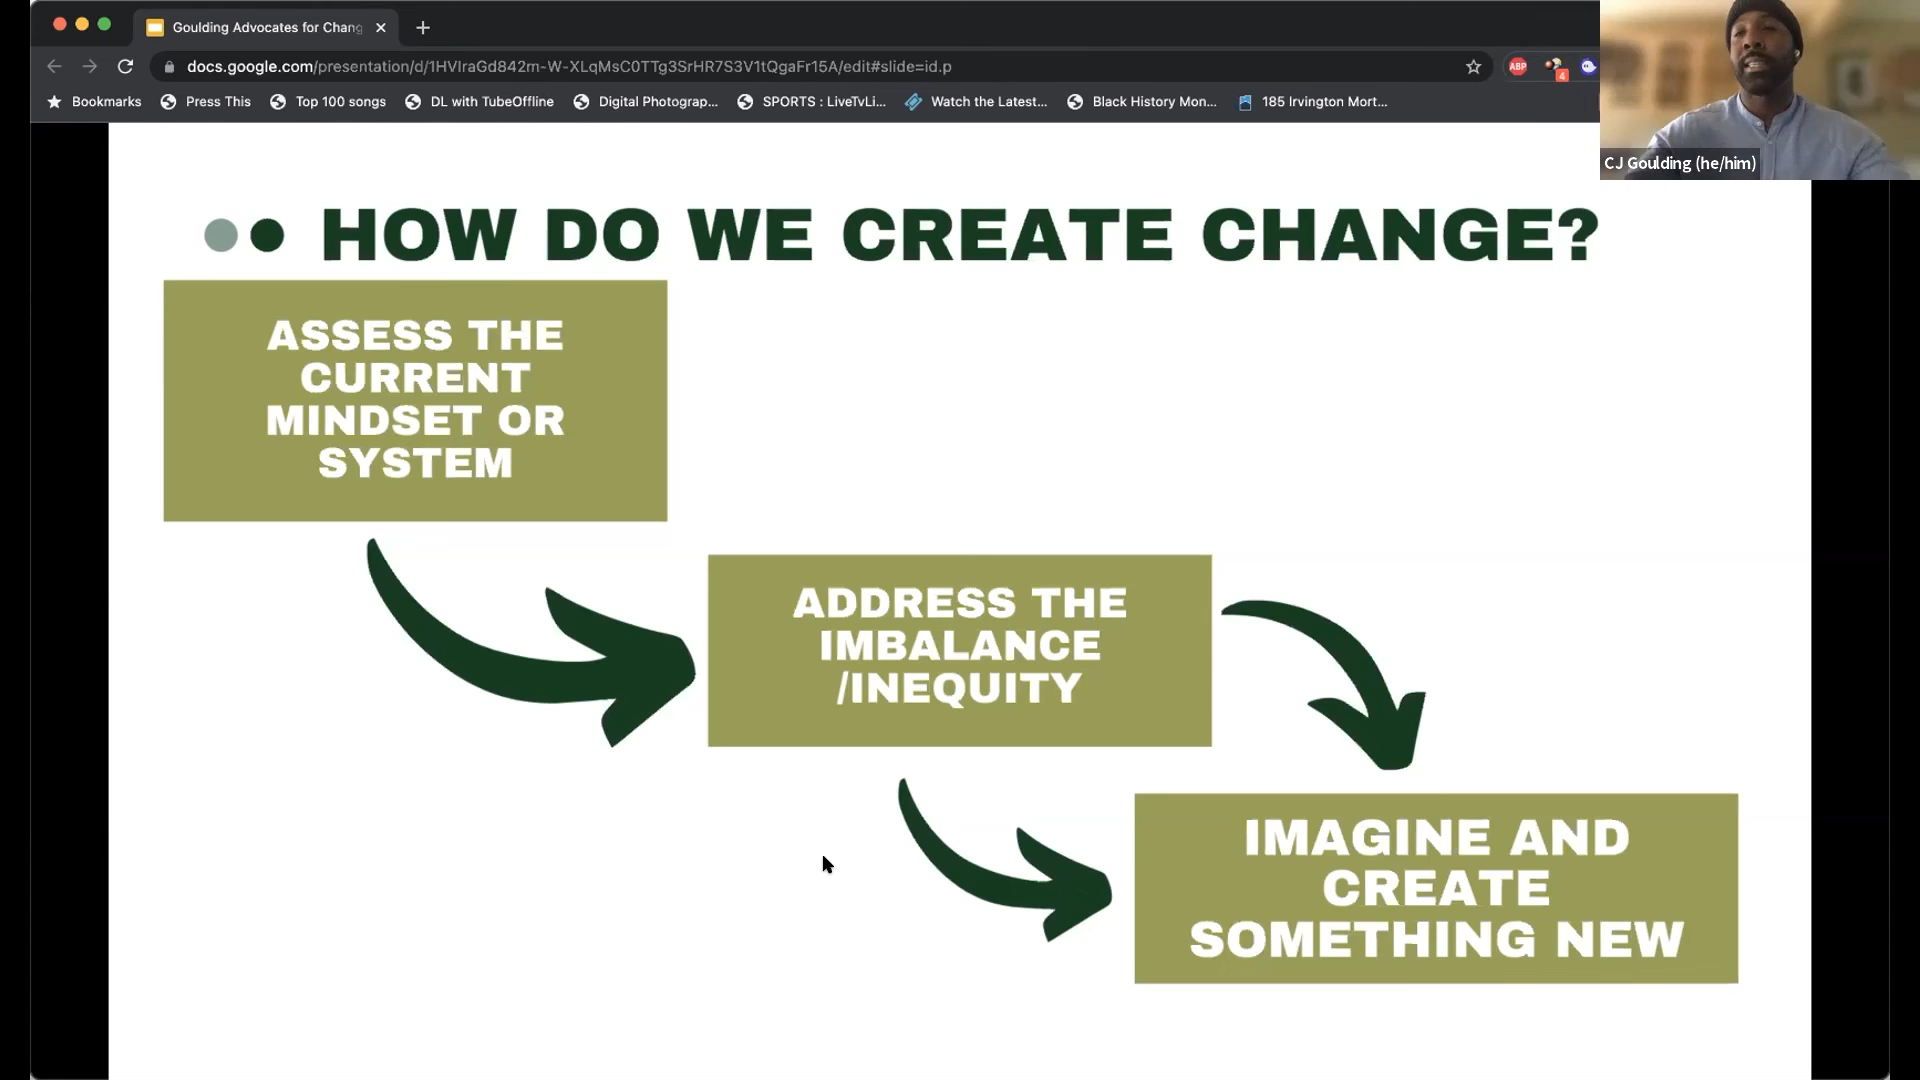 Goulding Advocates for Chang
docs.google.com/presentation/d/1HVIraGd842m-W-XLqMsC0TTg3SrHR7S3V1tQgaFr15A/edit#slide=id.p
ABP
4
Bookmarks
Press This
Top 100 songs
DL with TubeOffline
Digital Photograp...
SPORTS : LiveTvLi...
Watch the Latest...
Black History Mon...
185 Irvington Mort...
CJ Goulding (he/him)
HOW DO WE CREATE CHANGE?
ASSESS THE
CURRENT
MINDSET OR
SYSTEM
ADDRESS THE
IMBALANCE
/INEQUITY
IMAGINE AND
CREATE
SOMETHING NEW